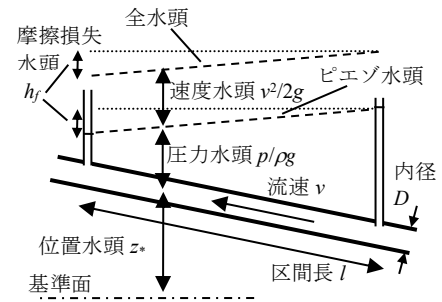 全水頭
摩擦損失
水頭
h_f
速度水頭 v²/2g
ピエゾ水頭
圧力水頭 p/ρg
内径
D
流速 v
位置水頭 z*
区間長 l
基準面